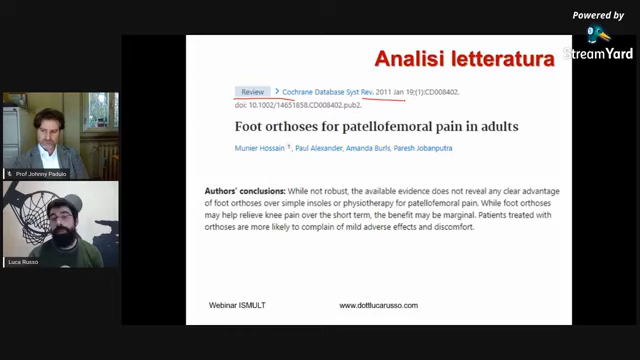 Powered by
StreamYard
Analisi letteratura
Review > Cochrane Database Syst Rev. 2011 Jan 19;(1):CD008402.
doi: 10.1002/14651858.CD008402.pub2.
Foot orthoses for patellofemoral pain in adults
Munier Hossain 1, Paul Alexander, Amanda Burls, Paresh Jobanputra
Authors' conclusions: While not robust, the available evidence does not reveal any clear advantage
of foot orthoses over simple insoles or physiotherapy for patellofemoral pain. While foot orthoses
may help relieve knee pain over the short term, the benefit may be marginal. Patients treated with
orthoses are more likely to complain of mild adverse effects and discomfort.
Prof Johnny Padulo
Luca Russo
Webinar ISMULT www.dottlucarusso.com